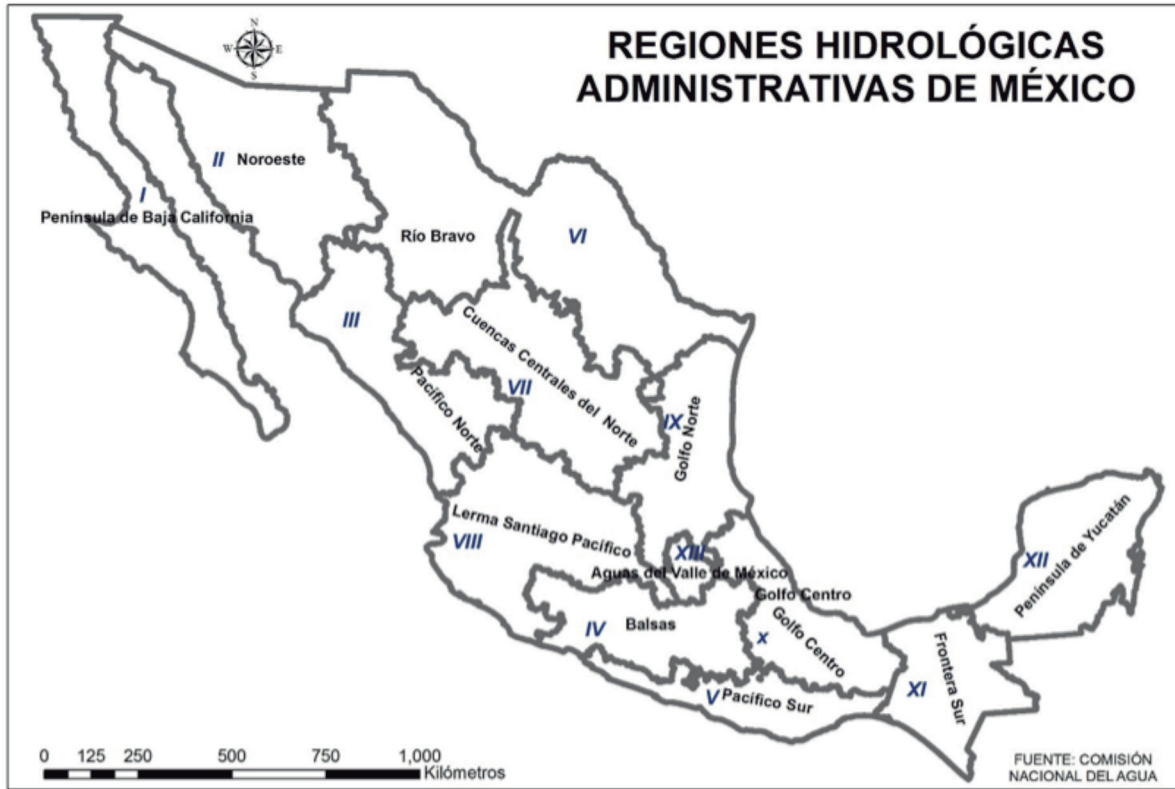 REGIONES HIDROLÓGICAS
ADMINISTRATIVAS DE MÉXICO
N
W
E
S
II
Noroeste
I
Península de Baja California
Río Bravo
VI
III
Cuencas Centrales del Norte
VII
Pacífico Norte
IX
Golfo Norte
Lerma Santiago Pacífico
VIII
XIII
Aguas del Valle de México
XII
Península de Yucatán
Golfo Centro
IV
Balsas
x
Golfo Centro
XI
Frontera Sur
V
Pacífico Sur
0 125 250 500 750 1,000
Kilómetros
FUENTE: COMISIÓN
NACIONAL DEL AGUA